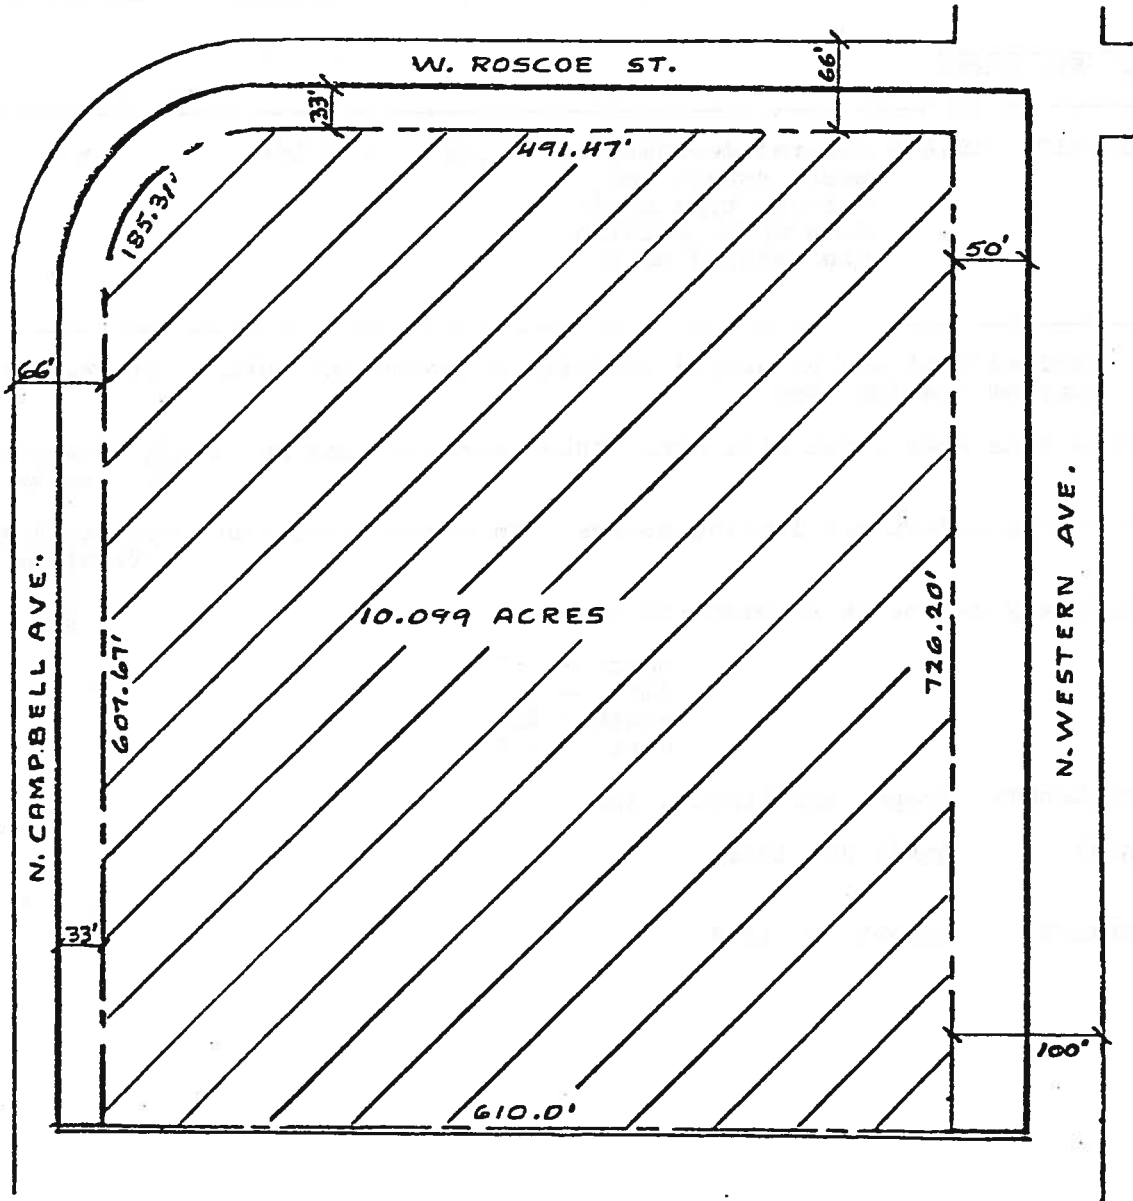 W. ROSCOE ST.
66'
33'
491.47'
185.31'
50'
66'
N. CAMPBELL AVE.
607.67'
10.099 ACRES
726.20'
N. WESTERN AVE.
33'
100'
610.0'